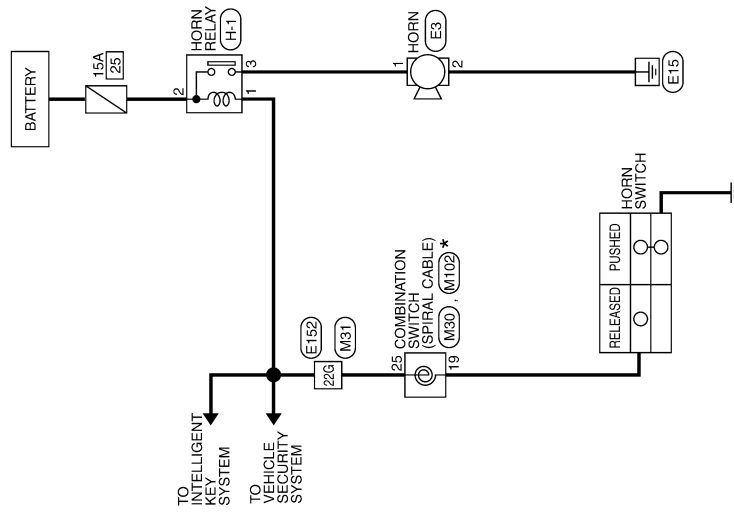 BATTERY
15A
25
2
HORN
RELAY
H-1
3
1
HORN
E3
1
2
E15
TO
INTELLIGENT
KEY
SYSTEM
TO
VEHICLE
SECURITY
SYSTEM
E152
22G
M31
25
COMBINATION
SWITCH
(SPIRAL CABLE)
M30 , M102 *
19
RELEASED
PUSHED
HORN
SWITCH